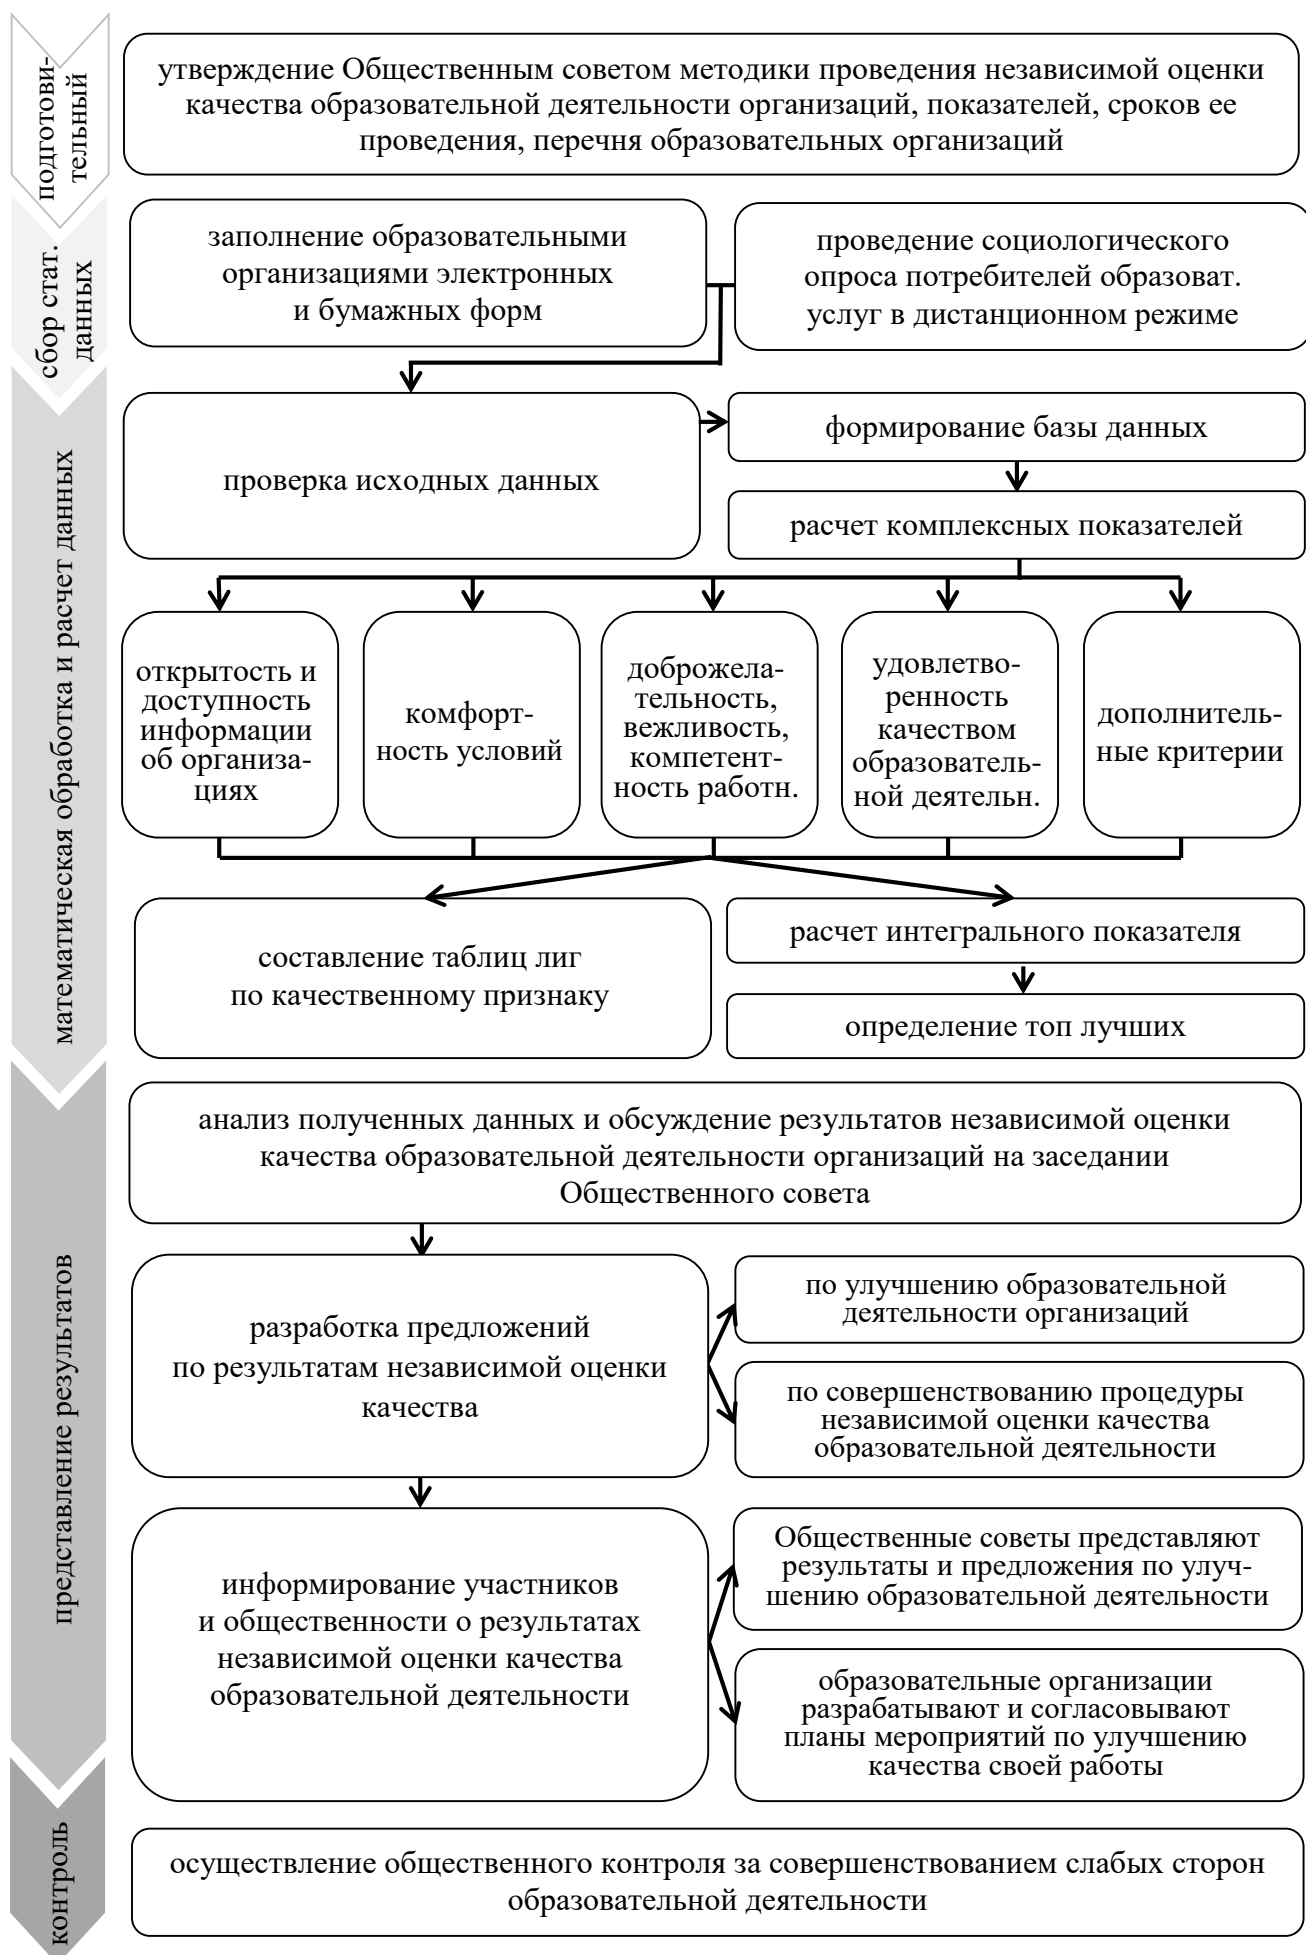 подготови-
тельный
утверждение Общественным советом методики проведения независимой оценки
качества образовательной деятельности организаций, показателей, сроков ее
проведения, перечня образовательных организаций
сбор стат.
данных
заполнение образовательными
организациями электронных
и бумажных форм
проведение социологического
опроса потребителей образоват.
услуг в дистанционном режиме
математическая обработка и расчет данных
проверка исходных данных
формирование базы данных
расчет комплексных показателей
открытость и
доступность
информации
об организа-
циях
комфорт-
ность условий
доброжела-
тельность,
вежливость,
компетент-
ность работн.
удовлетво-
ренность
качеством
образователь-
ной деятельн.
дополнитель-
ные критерии
составление таблиц лиг
по качественному признаку
расчет интегрального показателя
определение топ лучших
представление результатов
анализ полученных данных и обсуждение результатов независимой оценки
качества образовательной деятельности организаций на заседании
Общественного совета
разработка предложений
по результатам независимой оценки
качества
по улучшению образовательной
деятельности организаций
по совершенствованию процедуры
независимой оценки качества
образовательной деятельности
информирование участников
и общественности о результатах
независимой оценки качества
образовательной деятельности
Общественные советы представляют
результаты и предложения по улуч-
шению образовательной деятельности
образовательные организации
разрабатывают и согласовывают
планы мероприятий по улучшению
качества своей работы
контроль
осуществление общественного контроля за совершенствованием слабых сторон
образовательной деятельности